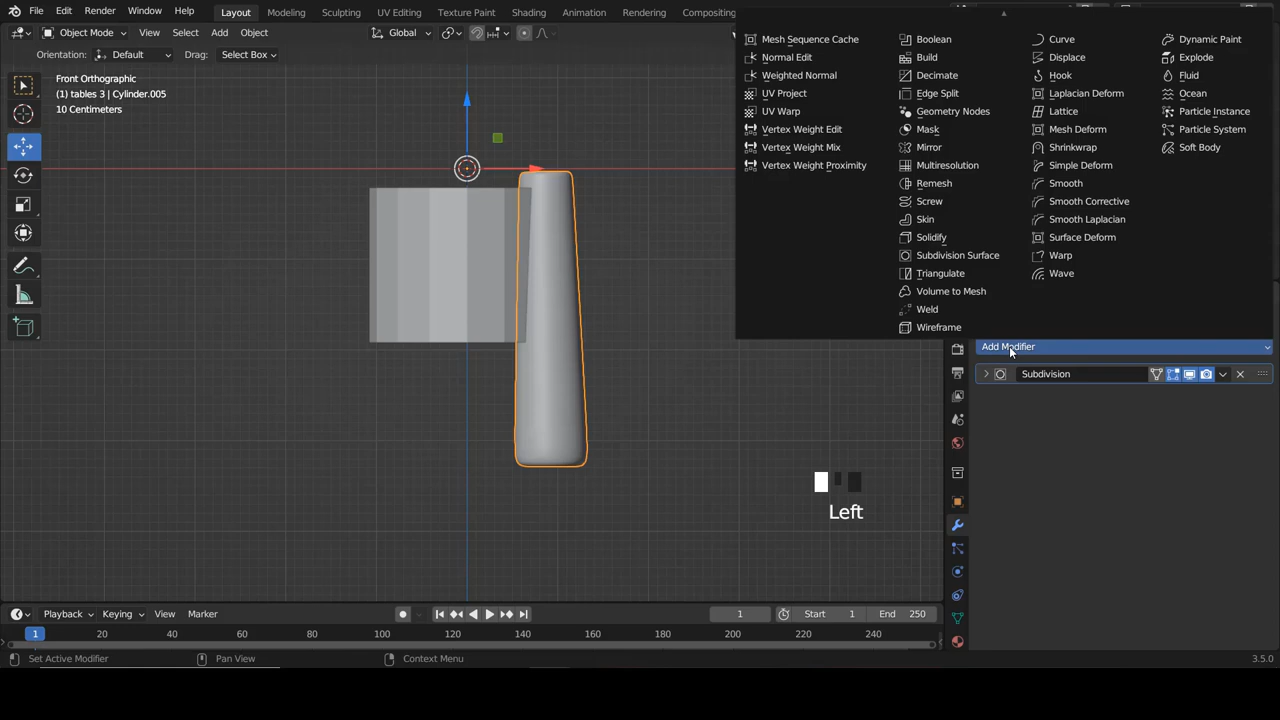 File Edit Render Window Help Layout Modeling Sculpting UV Editing Texture Paint Shading Animation Rendering Compositing
Object Mode View Select Add Object Global
Orientation: Default Drag: Select Box
Front Orthographic
(1) tables 3 | Cylinder.005
10 Centimeters
Mesh Sequence Cache
Normal Edit
Weighted Normal
UV Project
UV Warp
Vertex Weight Edit
Vertex Weight Mix
Vertex Weight Proximity
Boolean
Build
Decimate
Edge Split
Geometry Nodes
Mask
Mirror
Multiresolution
Remesh
Screw
Skin
Solidify
Subdivision Surface
Triangulate
Volume to Mesh
Weld
Wireframe
Curve
Displace
Hook
Laplacian Deform
Lattice
Mesh Deform
Shrinkwrap
Simple Deform
Smooth
Smooth Corrective
Smooth Laplacian
Surface Deform
Warp
Wave
Dynamic Paint
Explode
Fluid
Ocean
Particle Instance
Particle System
Soft Body
Add Modifier
Subdivision
Left
Playback Keying View Marker 1 Start 1 End 250
1 20 40 60 80 100 120 140 160 180 200 220 240
Set Active Modifier Pan View Context Menu 3.5.0